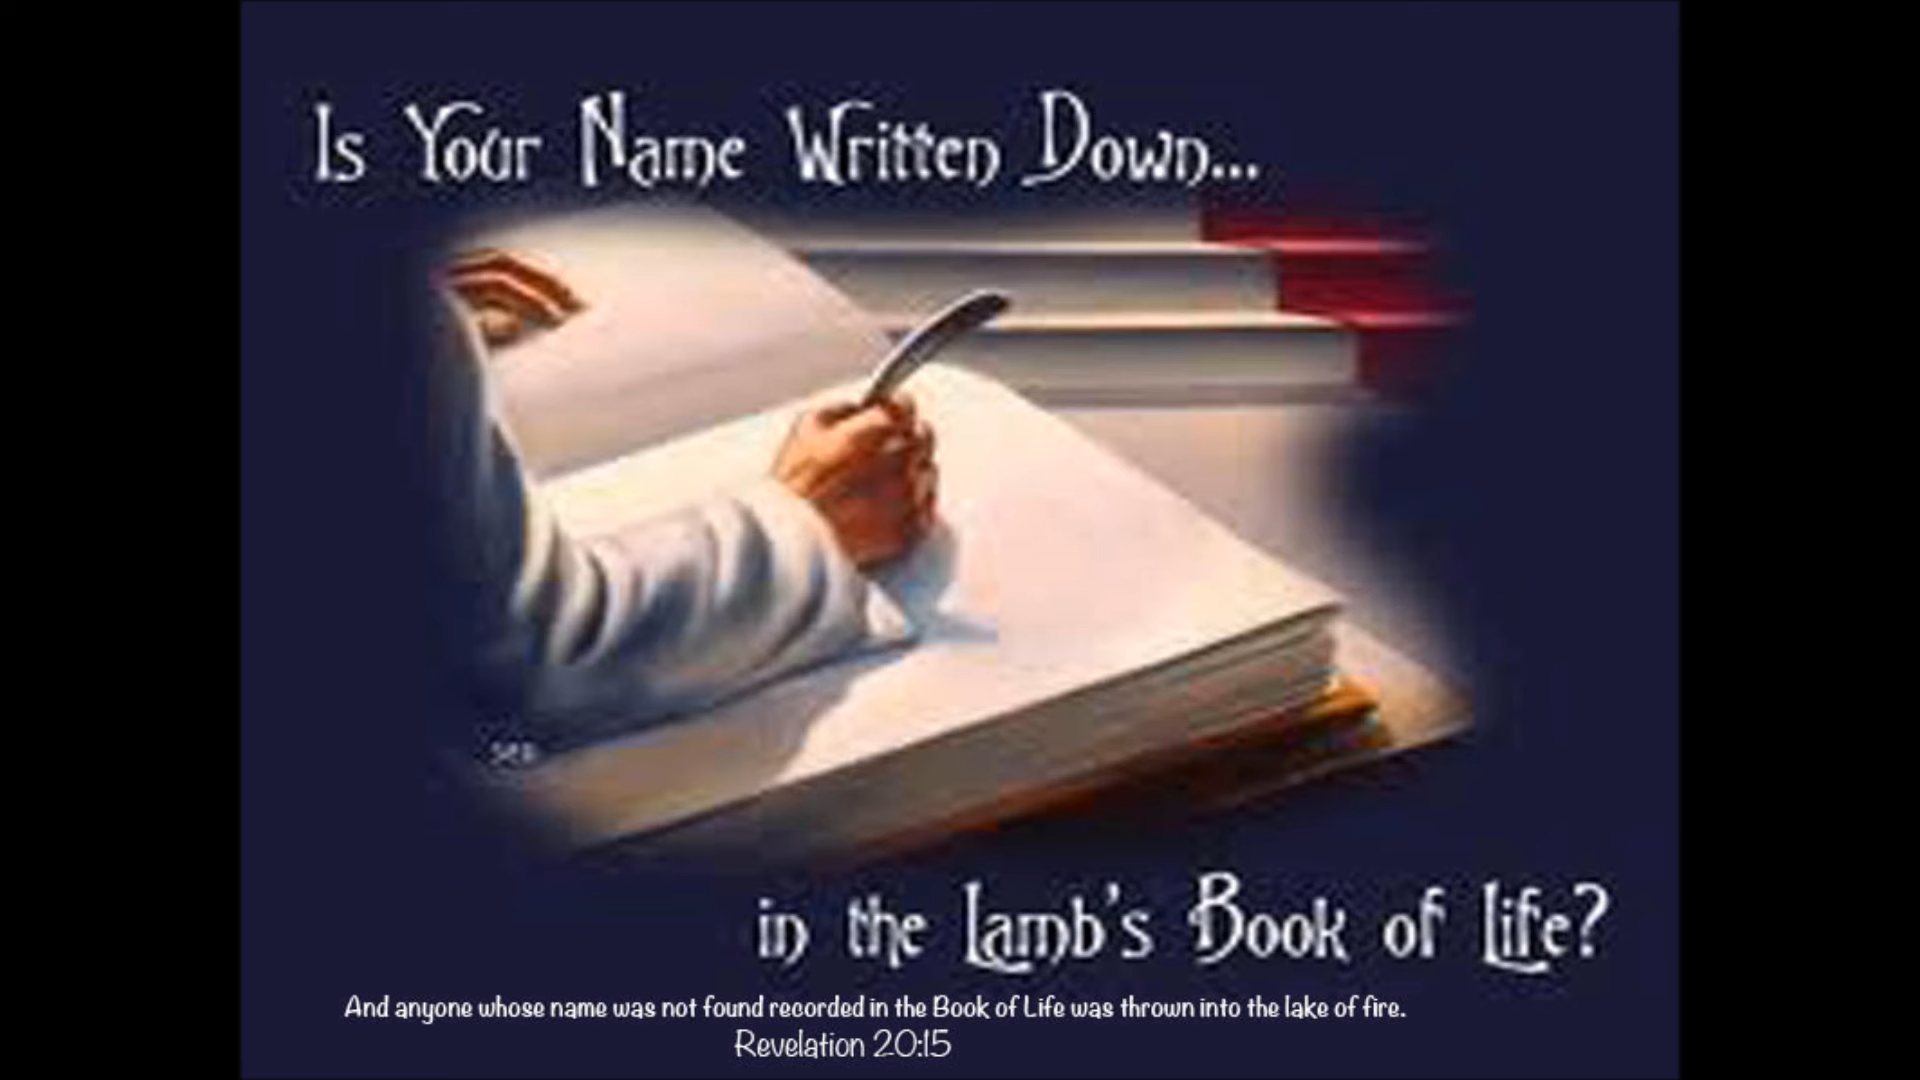 Is Your Name Written Down...
in the Lamb's Book of Life?
And anyone whose name was not found recorded in the Book of Life was thrown into the lake of fire.
Revelation 20:15